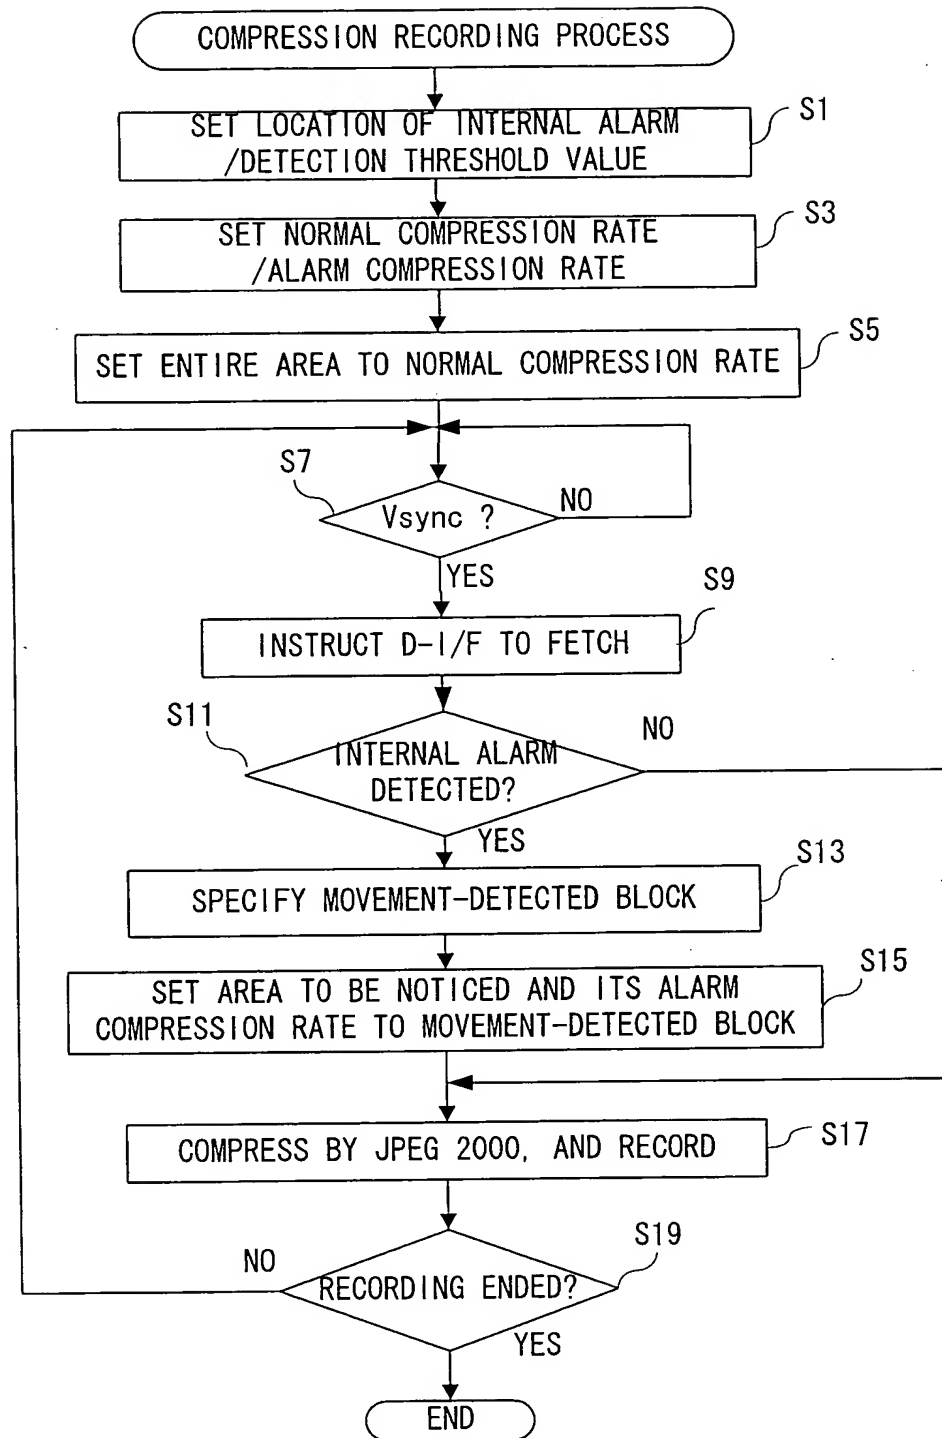 COMPRESSION RECORDING PROCESS
S1
SET LOCATION OF INTERNAL ALARM
/DETECTION THRESHOLD VALUE
S3
SET NORMAL COMPRESSION RATE
/ALARM COMPRESSION RATE
S5
SET ENTIRE AREA TO NORMAL COMPRESSION RATE
S7
Vsync ?
NO
YES
S9
INSTRUCT D-I/F TO FETCH
S11
NO
INTERNAL ALARM
DETECTED?
YES
S13
SPECIFY MOVEMENT-DETECTED BLOCK
S15
SET AREA TO BE NOTICED AND ITS ALARM
COMPRESSION RATE TO MOVEMENT-DETECTED BLOCK
S17
COMPRESS BY JPEG 2000, AND RECORD
S19
NO
RECORDING ENDED?
YES
END